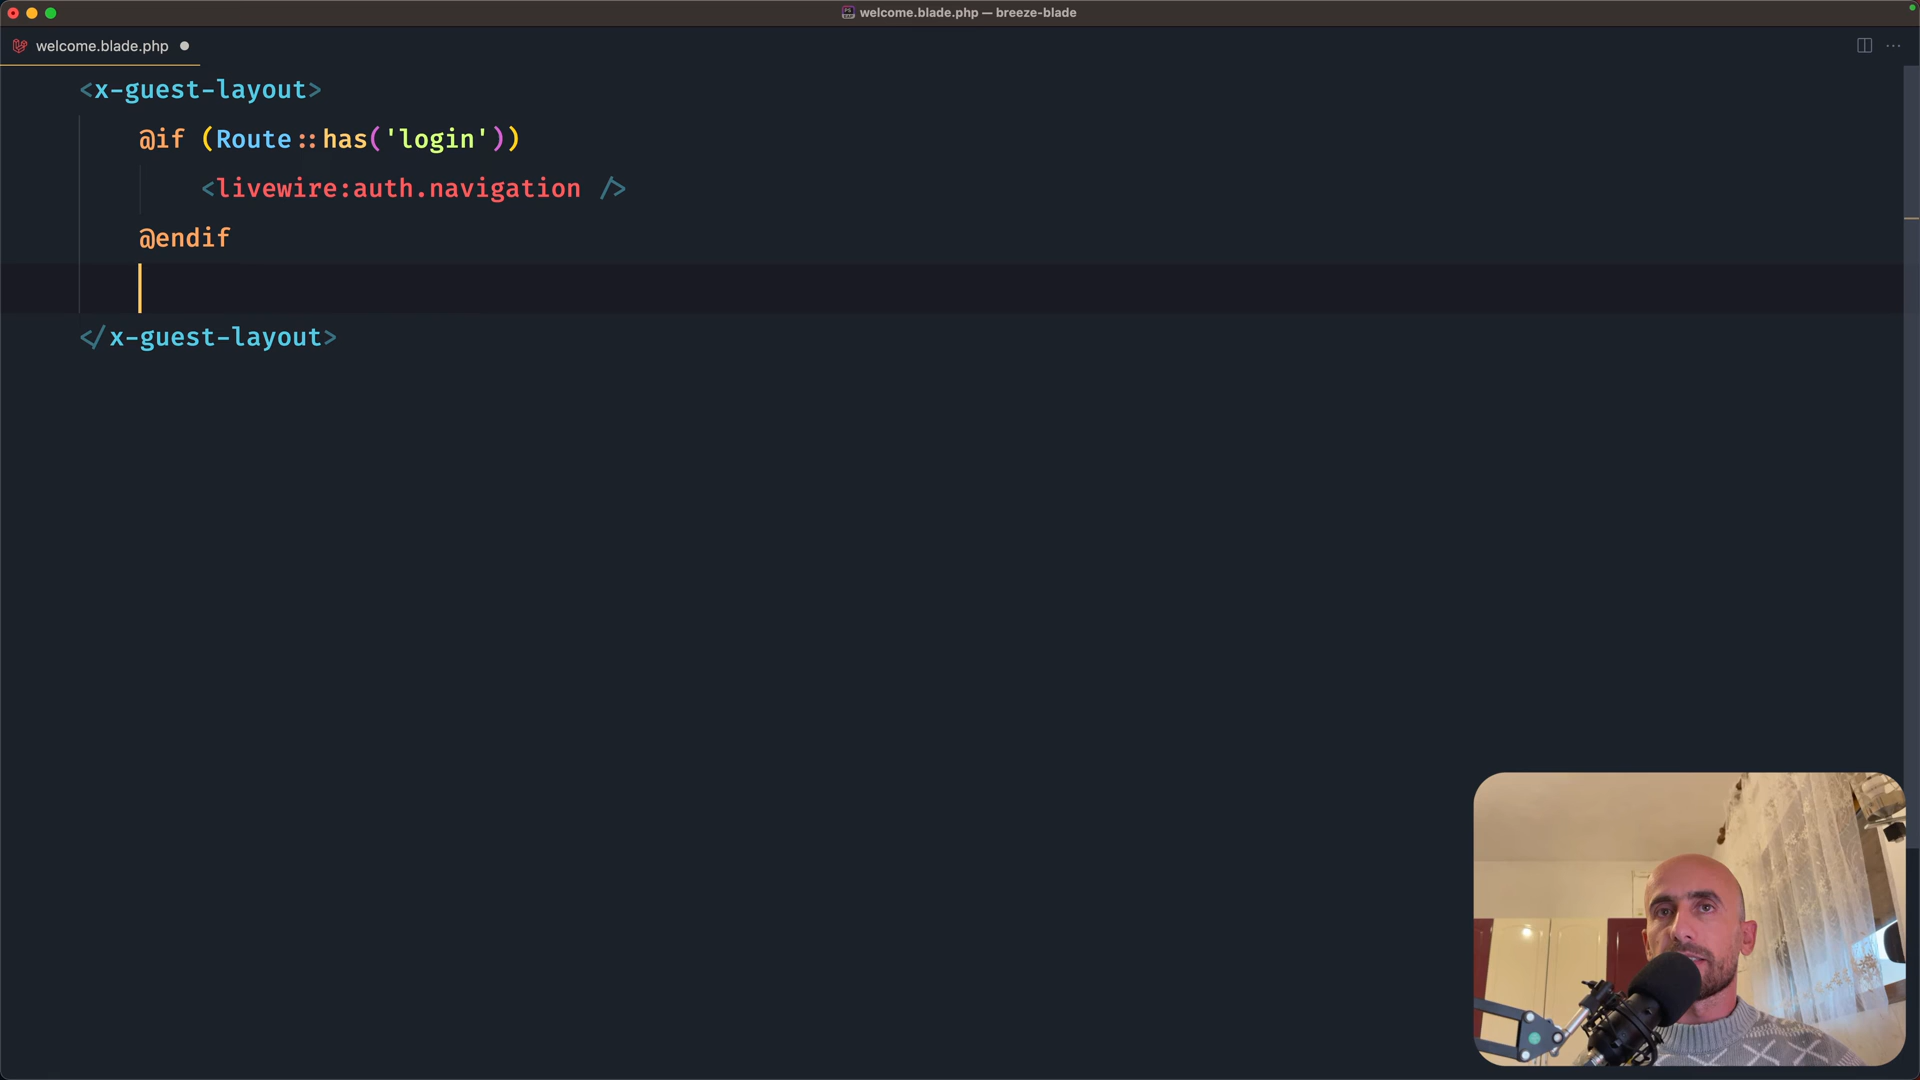 welcome.blade.php — breeze-blade
welcome.blade.php
<x-guest-layout>
@if (Route::has('login'))
<livewire:auth.navigation />
@endif
</x-guest-layout>